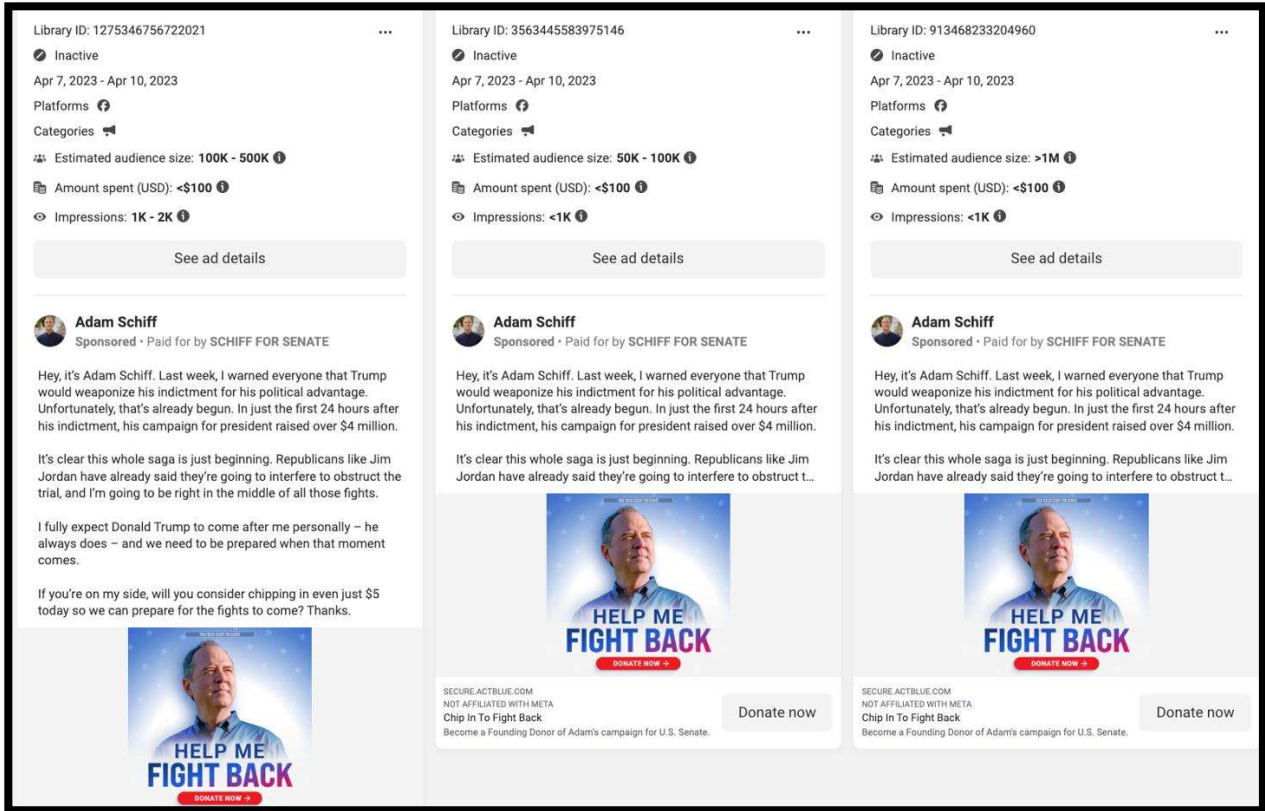 Library ID: 1275346756722021
...
Inactive
Apr 7, 2023 - Apr 10, 2023
Platforms
Categories
Estimated audience size: 100K - 500K
Amount spent (USD): <$100
Impressions: 1K - 2K
See ad details
Adam Schiff
Sponsored • Paid for by SCHIFF FOR SENATE
Hey, it's Adam Schiff. Last week, I warned everyone that Trump
would weaponize his indictment for his political advantage.
Unfortunately, that's already begun. In just the first 24 hours after
his indictment, his campaign for president raised over $4 million.
It's clear this whole saga is just beginning. Republicans like Jim
Jordan have already said they're going to interfere to obstruct the
trial, and I'm going to be right in the middle of all those fights.
I fully expect Donald Trump to come after me personally – he
always does – and we need to be prepared when that moment
comes.
If you're on my side, will you consider chipping in even just $5
today so we can prepare for the fights to come? Thanks.
HELP ME
FIGHT BACK
DONATE NOW →
Library ID: 3563445583975146
...
Inactive
Apr 7, 2023 - Apr 10, 2023
Platforms
Categories
Estimated audience size: 50K - 100K
Amount spent (USD): <$100
Impressions: <1K
See ad details
Adam Schiff
Sponsored • Paid for by SCHIFF FOR SENATE
Hey, it's Adam Schiff. Last week, I warned everyone that Trump
would weaponize his indictment for his political advantage.
Unfortunately, that's already begun. In just the first 24 hours after
his indictment, his campaign for president raised over $4 million.
It's clear this whole saga is just beginning. Republicans like Jim
Jordan have already said they're going to interfere to obstruct t...
HELP ME
FIGHT BACK
DONATE NOW →
SECURE.ACTBLUE.COM
NOT AFFILIATED WITH META
Chip In To Fight Back
Become a Founding Donor of Adam's campaign for U.S. Senate.
Donate now
Library ID: 913468233204960
...
Inactive
Apr 7, 2023 - Apr 10, 2023
Platforms
Categories
Estimated audience size: >1M
Amount spent (USD): <$100
Impressions: <1K
See ad details
Adam Schiff
Sponsored • Paid for by SCHIFF FOR SENATE
Hey, it's Adam Schiff. Last week, I warned everyone that Trump
would weaponize his indictment for his political advantage.
Unfortunately, that's already begun. In just the first 24 hours after
his indictment, his campaign for president raised over $4 million.
It's clear this whole saga is just beginning. Republicans like Jim
Jordan have already said they're going to interfere to obstruct t...
HELP ME
FIGHT BACK
DONATE NOW →
SECURE.ACTBLUE.COM
NOT AFFILIATED WITH META
Chip In To Fight Back
Become a Founding Donor of Adam's campaign for U.S. Senate.
Donate now